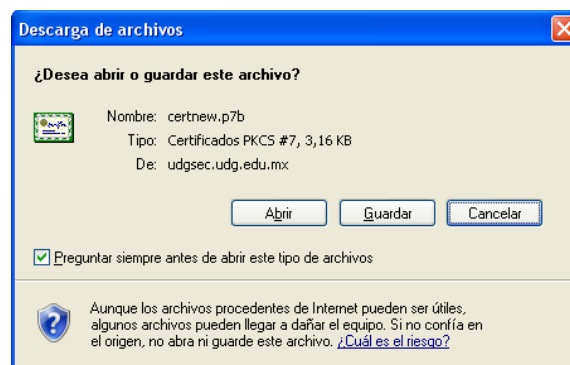 Descarga de archivos
¿Desea abrir o guardar este archivo?
Nombre: certnew.p7b
Tipo: Certificados PKCS #7, 3,16 KB
De: udgsec.udg.edu.mx
Abrir Guardar Cancelar
Preguntar siempre antes de abrir este tipo de archivos
Aunque los archivos procedentes de Internet pueden ser útiles,
algunos archivos pueden llegar a dañar el equipo. Si no confía en
el origen, no abra ni guarde este archivo. ¿Cuál es el riesgo?